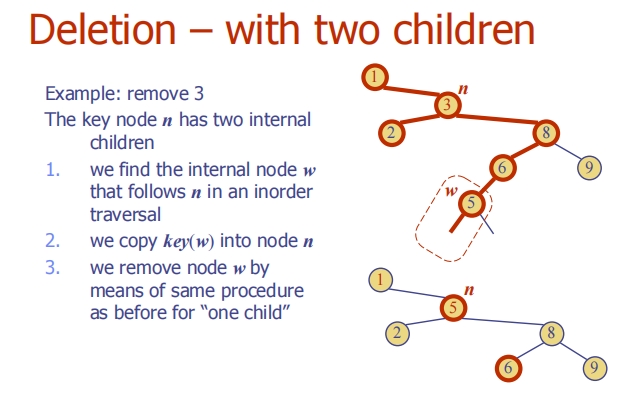 Deletion – with two children
Example: remove 3
The key node n has two internal
children
1. we find the internal node w
that follows n in an inorder
traversal
2. we copy key(w) into node n
3. we remove node w by
means of same procedure
as before for “one child”
1
n
3
2
8
6
9
w
5
1
n
5
2
8
6
9